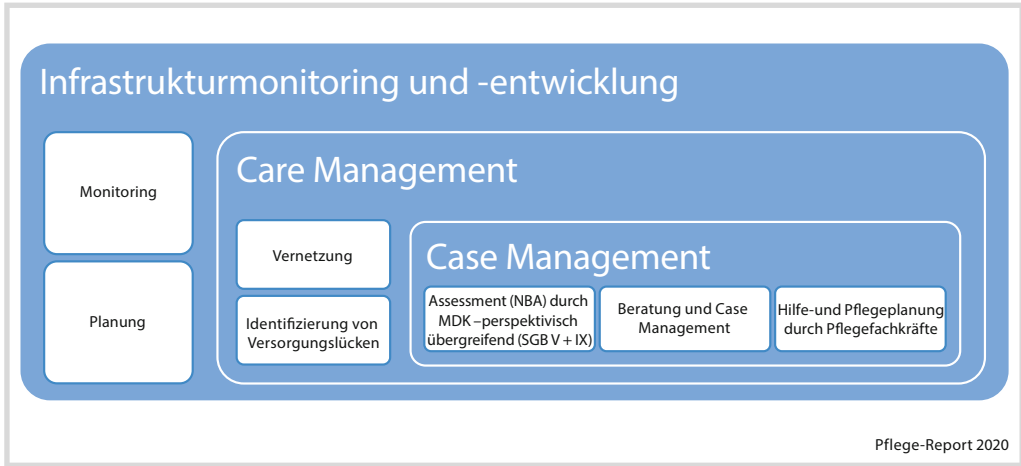 Infrastrukturmonitoring und -entwicklung
Monitoring
Planung
Care Management
Vernetzung
Identifizierung von
Versorgungslücken
Case Management
Assessment (NBA) durch
MDK –perspektivisch
übergreifend (SGB V + IX)
Beratung und Case
Management
Hilfe-und Pflegeplanung
durch Pflegefachkräfte
Pflege-Report 2020